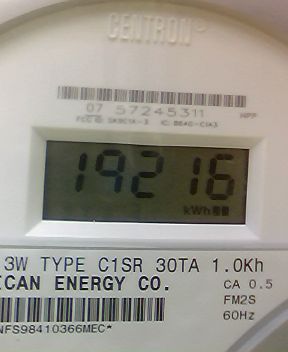 CENTRON
07 57245311
19216
kWh
3W TYPE C1SR 30TA 1.0Kh
ICAN ENERGY CO.
CA 0.5
FM2S
60Hz
NFS98410366MEC*